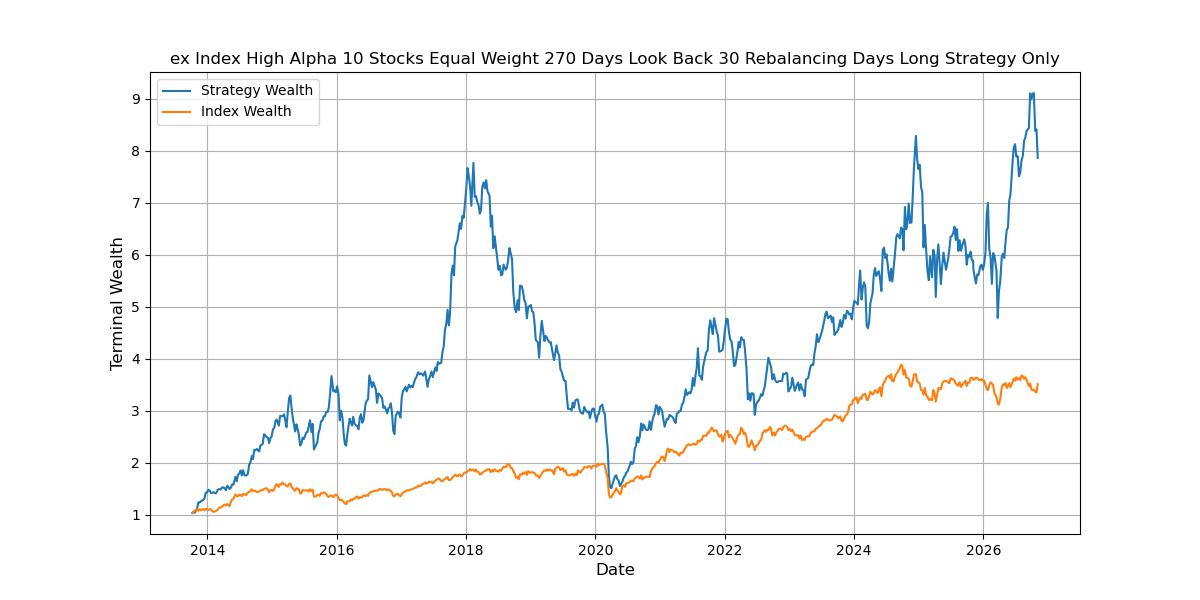 ex Index High Alpha 10 Stocks Equal Weight 270 Days Look Back 30 Rebalancing Days Long Strategy Only
Strategy Wealth
Index Wealth
Terminal Wealth
9
8
7
6
5
4
3
2
1
2014 2016 2018 2020 2022 2024 2026
Date